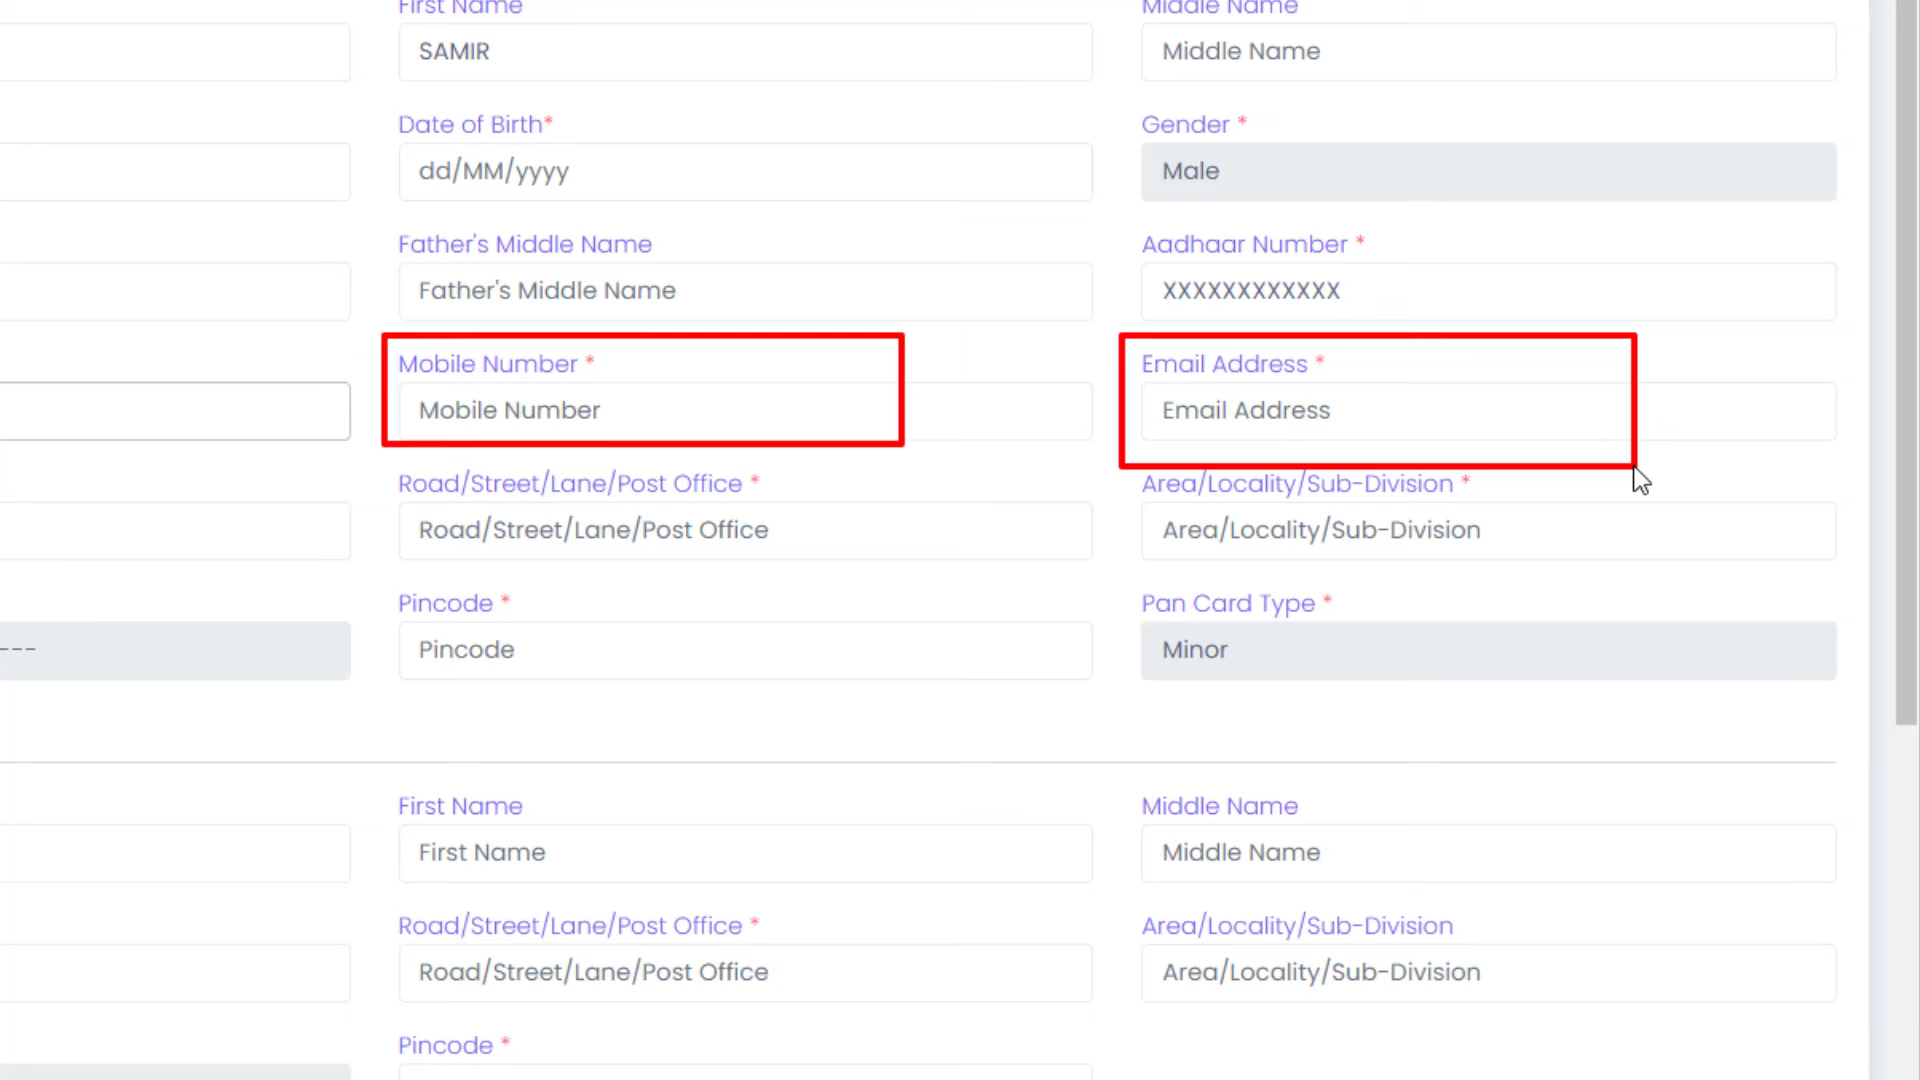 First Name
Middle Name
SAMIR
Middle Name
Date of Birth*
Gender *
dd/MM/yyyy
Male
Father's Middle Name
Aadhaar Number *
Father's Middle Name
XXXXXXXXXXXX
Mobile Number *
Email Address *
Mobile Number
Email Address
Road/Street/Lane/Post Office *
Area/Locality/Sub-Division *
Road/Street/Lane/Post Office
Area/Locality/Sub-Division
Pincode *
Pan Card Type *
---
Pincode
Minor
First Name
Middle Name
First Name
Middle Name
Road/Street/Lane/Post Office *
Area/Locality/Sub-Division
Road/Street/Lane/Post Office
Area/Locality/Sub-Division
Pincode *